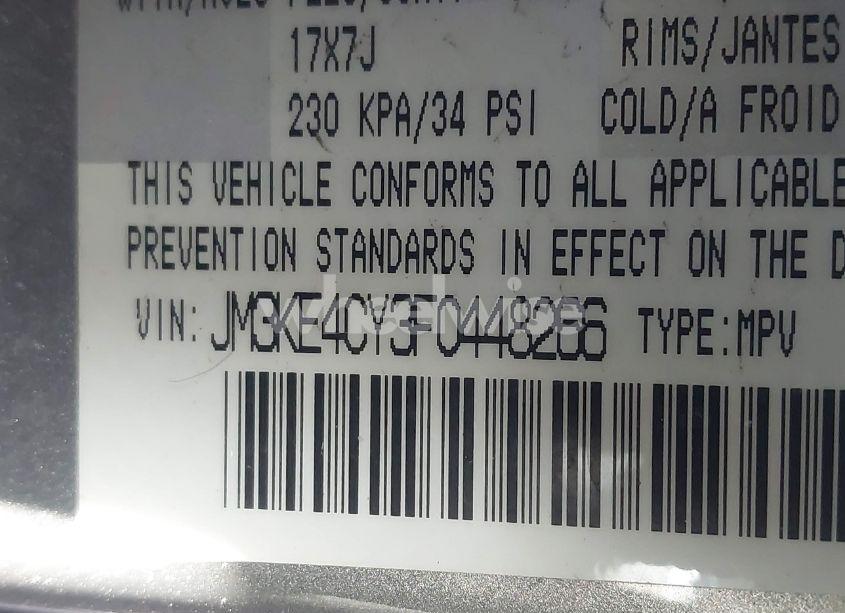 17X7J RIMS/JANTES
230 KPA/34 PSI COLD/A FROID
THIS VEHICLE CONFORMS TO ALL APPLICABLE
PREVENTION STANDARDS IN EFFECT ON THE D
VIN: JM3KE4CY3F0448286 TYPE:MPV
wheelwise